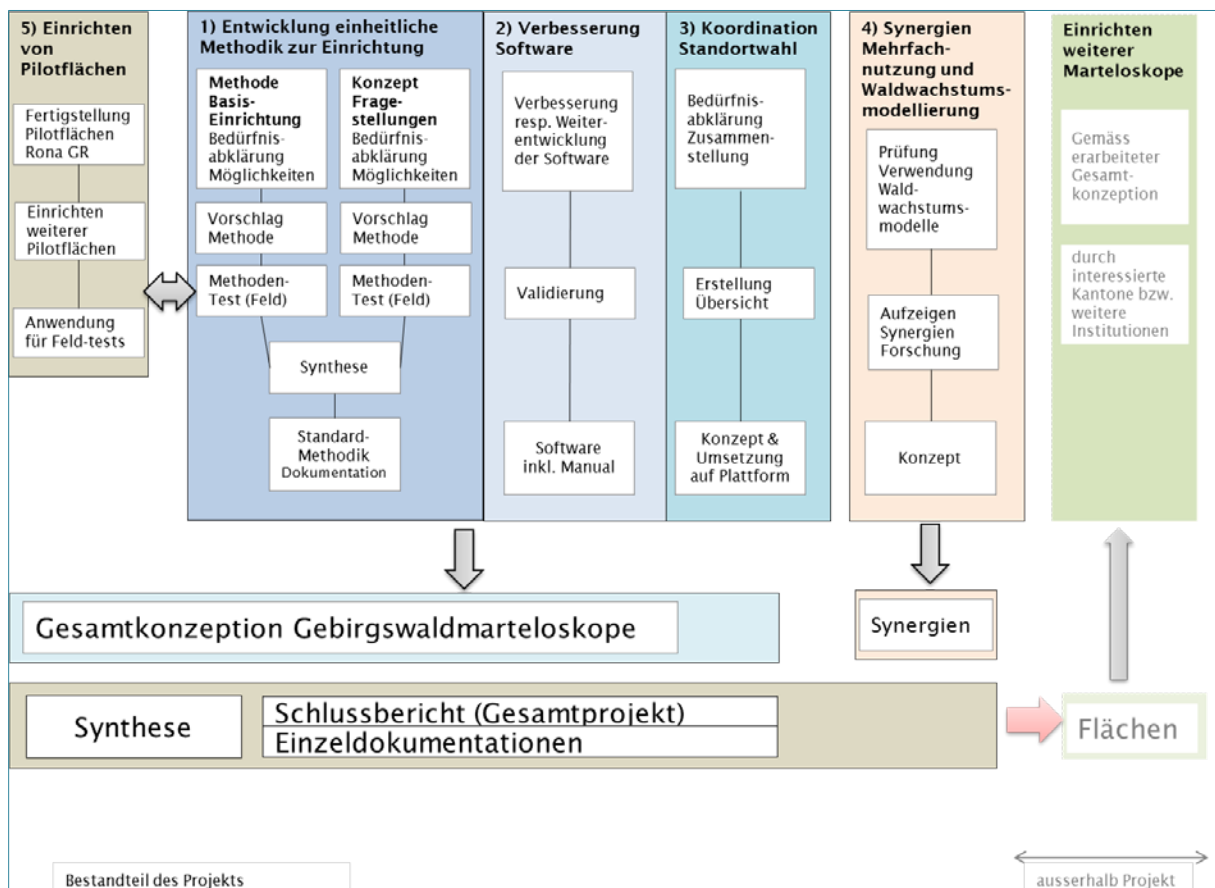 5) Einrichten
von
Pilotflächen
Fertigstellung
Pilotflächen
Rona GR
Einrichten
weiterer
Pilotflächen
Anwendung
für Feld-tests
1) Entwicklung einheitliche
Methodik zur Einrichtung
Methode
Basis-
Einrichtung
Bedürfnis-
abklärung
Möglichkeiten
Vorschlag
Methode
Methoden-
Test (Feld)
Konzept
Frage-
stellungen
Bedürfnis-
abklärung
Möglichkeiten
Vorschlag
Methode
Methoden-
Test (Feld)
Synthese
Standard-
Methodik
Dokumentation
2) Verbesserung
Software
Verbesserung
resp. Weiter-
entwicklung
der Software
Validierung
Software
inkl. Manual
3) Koordination
Standortwahl
Bedürfnis-
abklärung
Zusammen-
stellung
Erstellung
Übersicht
Konzept &
Umsetzung
auf Plattform
4) Synergien
Mehrfach-
nutzung und
Waldwachstums-
modellierung
Prüfung
Verwendung
Wald-
wachstums-
modelle
Aufzeigen
Synergien
Forschung
Konzept
Einrichten
weiterer
Marteloskope
Gemäss
erarbeiteter
Gesamt-
konzeption
durch
interessierte
Kantone bzw.
weitere
Institutionen
Gesamtkonzeption Gebirgswaldmarteloskope
Synergien
Synthese
Schlussbericht (Gesamtprojekt)
Einzeldokumentationen
Flächen
Bestandteil des Projekts
ausserhalb Projekt